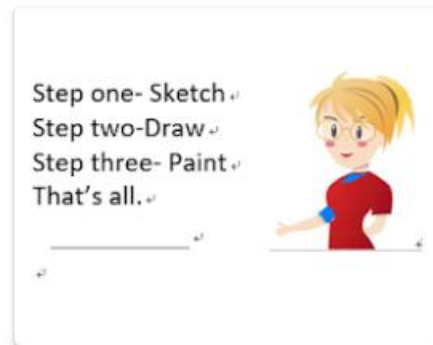 Step one- Sketch
Step two-Draw
Step three- Paint
That’s all.